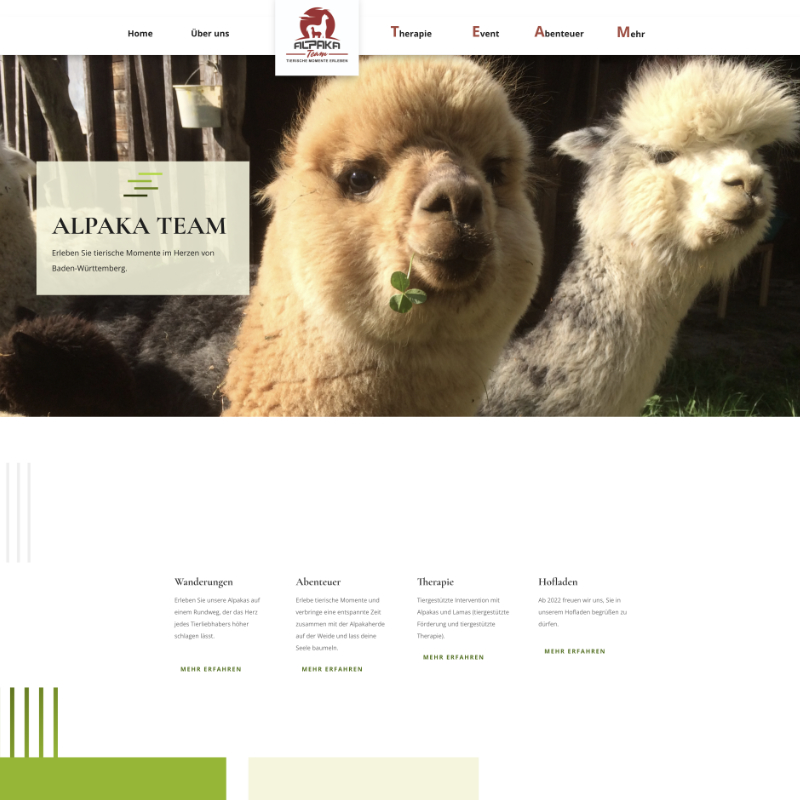 Home
Über uns
ALPAKA
Team
TIERISCHE MOMENTE ERLEBEN
Therapie
Event
Abenteuer
Mehr
ALPAKA TEAM
Erleben Sie tierische Momente im Herzen von
Baden-Württemberg.
Wanderungen
Erleben Sie unsere Alpakas auf
einem Rundweg, der das Herz
jedes Tierliebhabers höher
schlagen lässt.
MEHR ERFAHREN
Abenteuer
Erlebe tierische Momente und
verbringe eine entspannte Zeit
zusammen mit der Alpakaherde
auf der Weide und lass deine
Seele baumeln.
MEHR ERFAHREN
Therapie
Tiergestützte Intervention mit
Alpakas und Lamas (tiergestützte
Förderung und tiergestützte
Therapie).
MEHR ERFAHREN
Hofladen
Ab 2022 freuen wir uns, Sie in
unserem Hofladen begrüßen zu
dürfen.
MEHR ERFAHREN